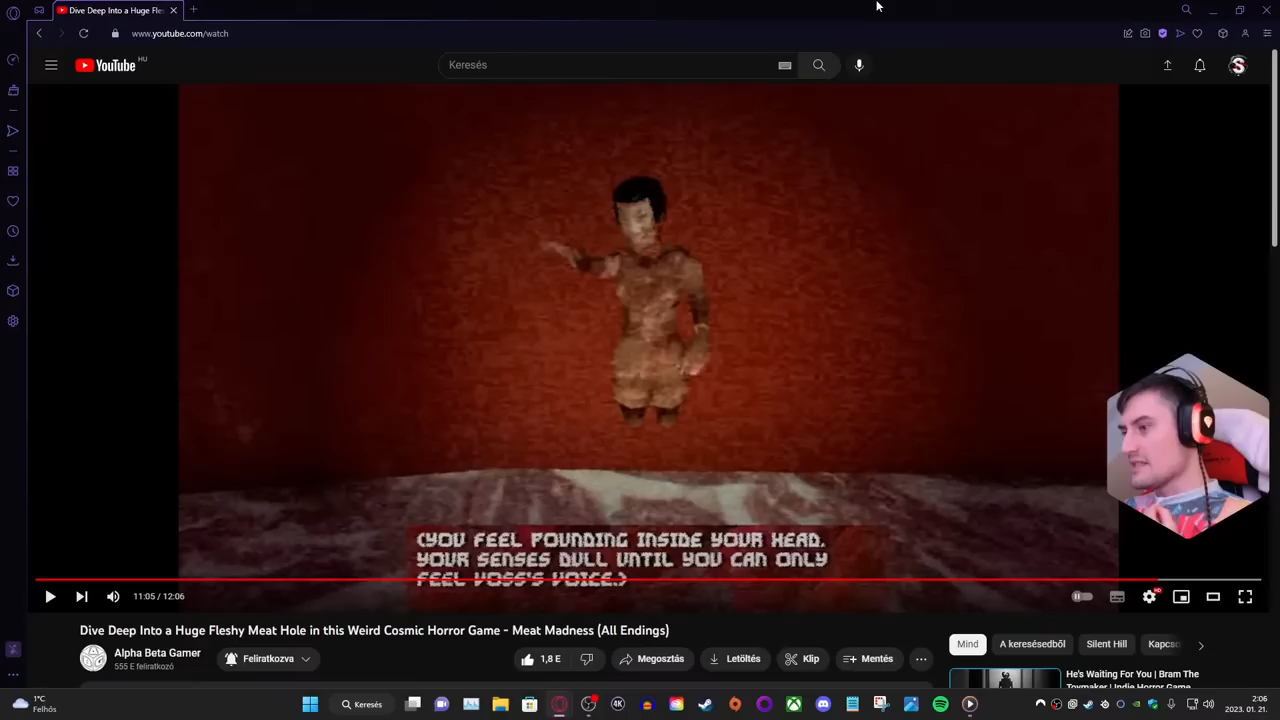 Dive Deep Into a Huge Fle
www.youtube.com/watch
YouTube HU
Keresés
(YOU FEEL POUNDING INSIDE YOUR HEAD.
YOUR SENSES DULL UNTIL YOU CAN ONLY
FEEL VOSS'S VOICE.)
11:05 / 12:06
HD
Dive Deep Into a Huge Fleshy Meat Hole in this Weird Cosmic Horror Game - Meat Madness (All Endings)
Mind
A keresésedből
Silent Hill
Kapcso
Alpha Beta Gamer
555 E feliratkozó
Feliratkozva
1,8 E
Megosztás
Letöltés
Klip
Mentés
He's Waiting For You | Bram The
Toymaker | Indie Horror Game
1°C
Felhős
Keresés
4K
2:06
2023. 01. 21.